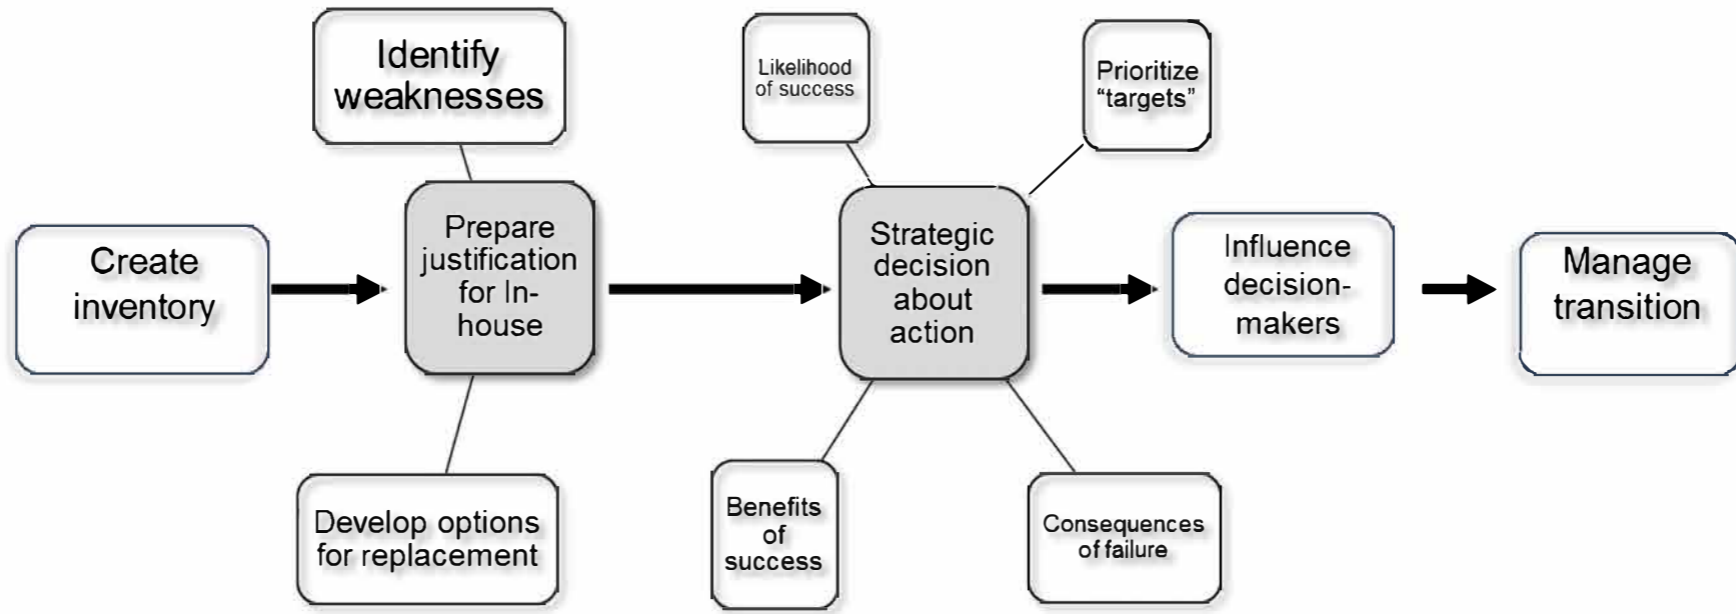 Identify
weaknesses
Likelihood
of success
Prioritize
“targets”
Create
inventory
Prepare
justification
for In-
house
Strategic
decision
about
action
Influence
decision-
makers
Manage
transition
Develop options
for replacement
Benefits
of
success
Consequences
of failure